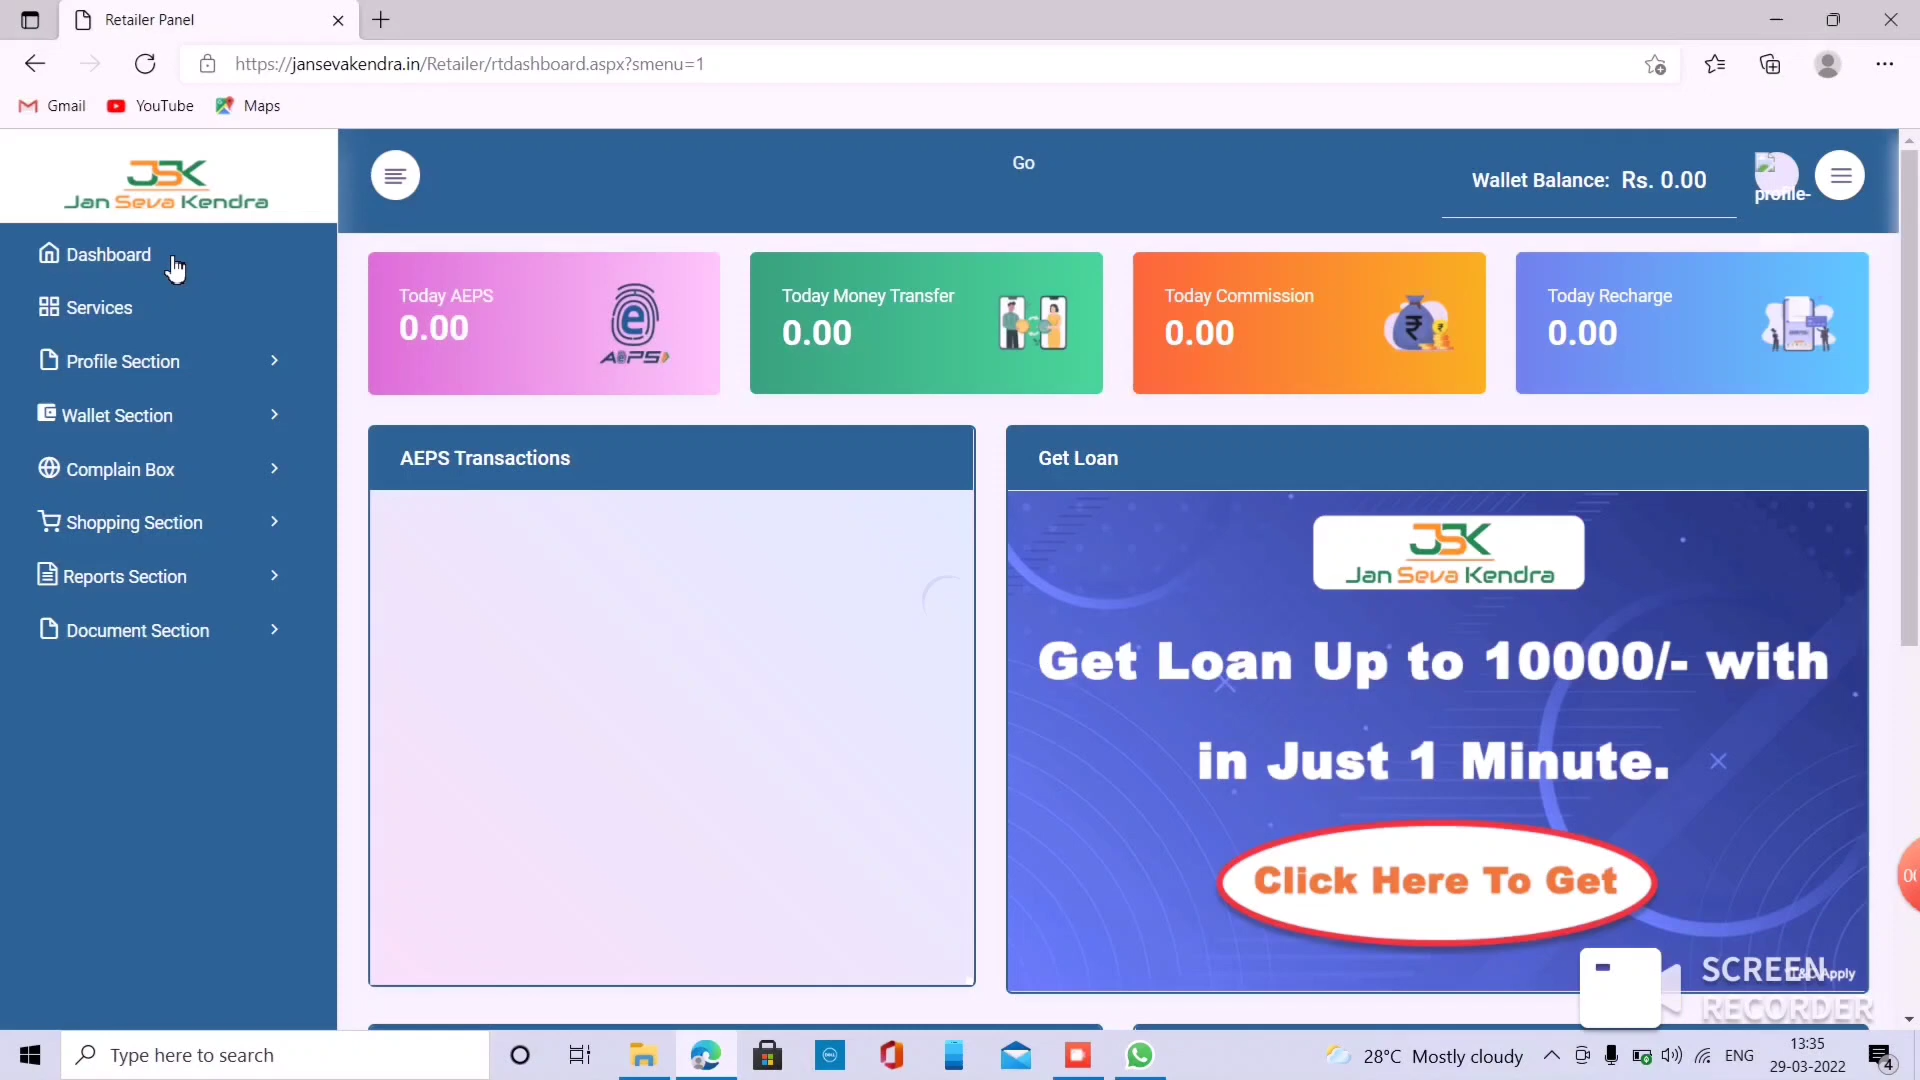 Retailer Panel
https://jansevakendra.in/Retailer/rtdashboard.aspx?smenu=1
Gmail
YouTube
Maps
JSK
Jan Seva Kendra
Go
Wallet Balance: Rs. 0.00
profile-
Dashboard
Services
Profile Section
Wallet Section
Complain Box
Shopping Section
Reports Section
Document Section
Today AEPS
0.00
AePS
Today Money Transfer
0.00
Today Commission
0.00
Today Recharge
0.00
AEPS Transactions
Get Loan
JSK
Jan Seva Kendra
Get Loan Up to 10000/- with
in Just 1 Minute.
Click Here To Get
Apply
SCREEN
RECORDER
Type here to search
DELL
28°C Mostly cloudy
ENG
13:35
29-03-2022
4